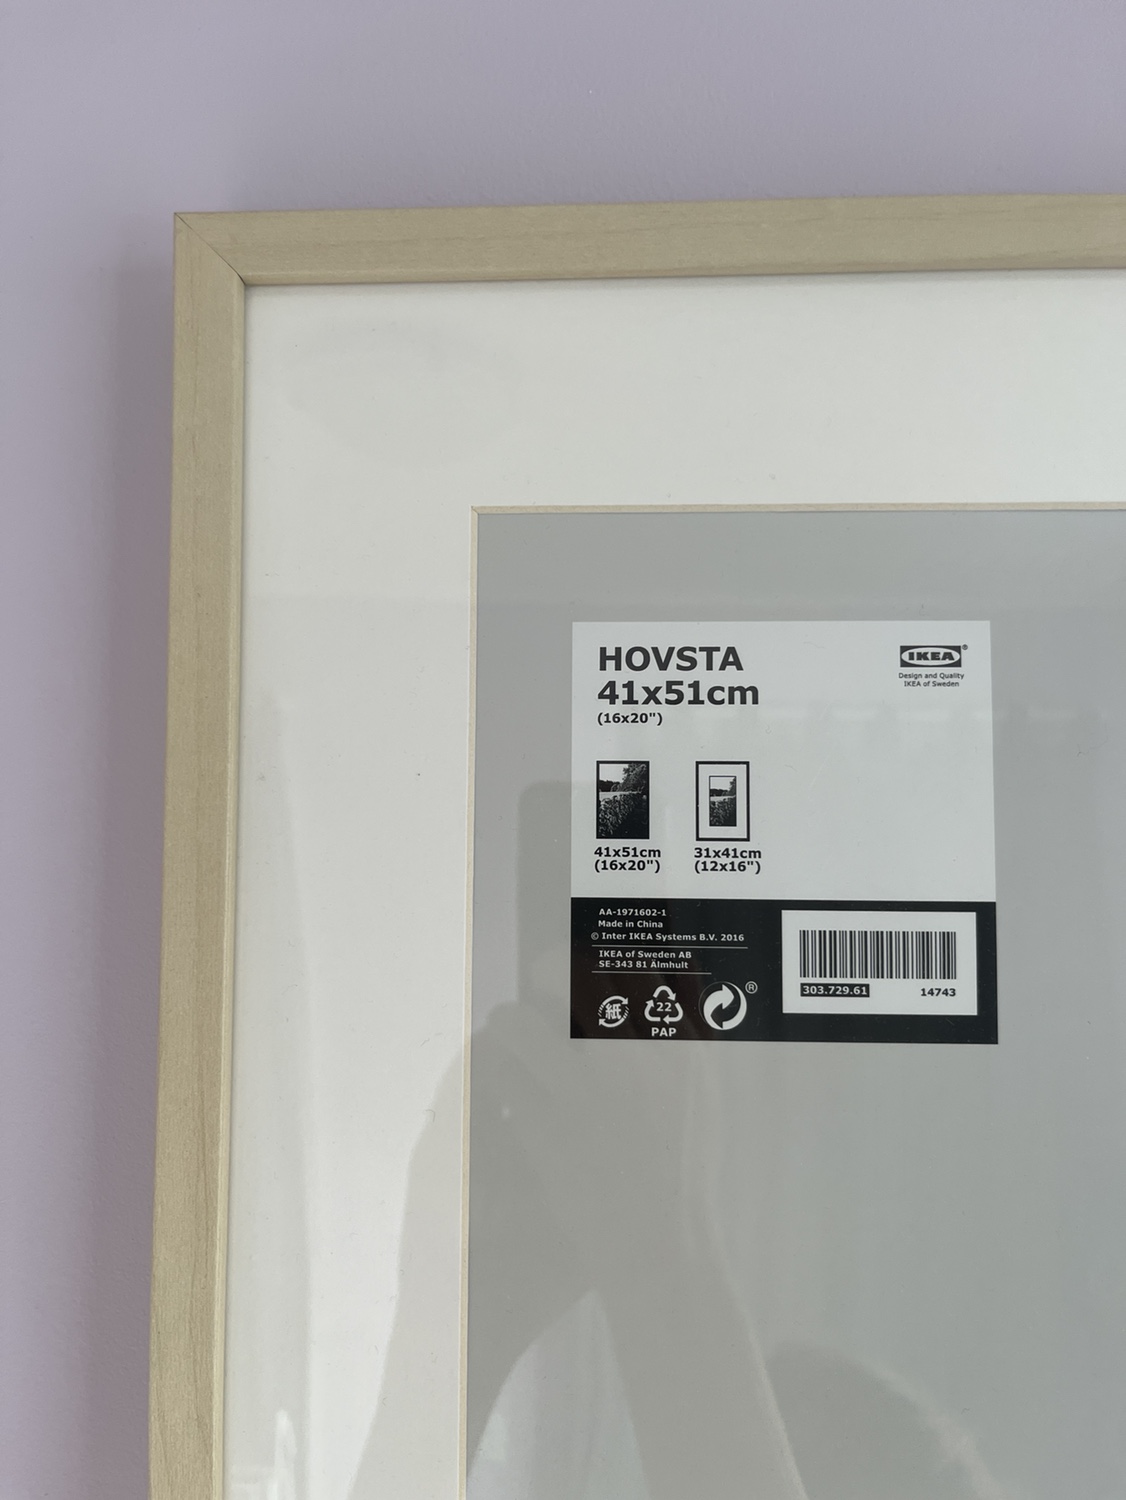 HOVSTA
41x51cm
(16x20")
IKEA®
Design and Quality
IKEA of Sweden
41x51cm
(16x20")
31x41cm
(12x16")
AA-1971602-1
Made in China
© Inter IKEA Systems B.V. 2016
IKEA of Sweden AB
SE-343 81 Älmhult
紙
22
PAP
®
303.729.61
14743